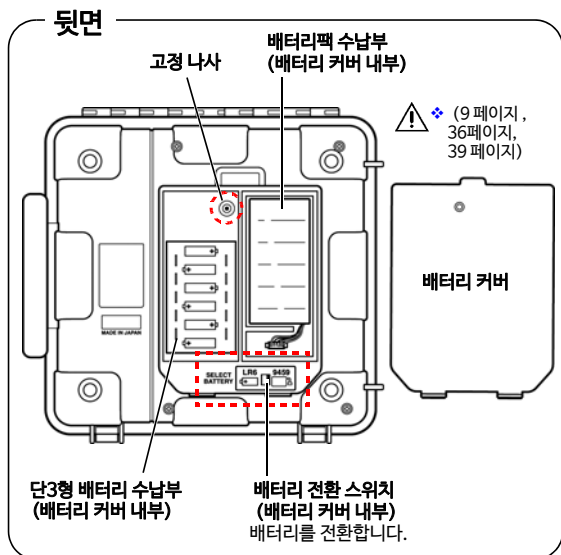 뒷면
고정 나사
배터리팩 수납부
(배터리 커버 내부)
❖ (9 페이지,
36페이지,
39 페이지)
배터리 커버
MADE IN JAPAN
SELECT
BATTERY
LR6 9459
단3형 배터리 수납부
(배터리 커버 내부)
배터리 전환 스위치
(배터리 커버 내부)
배터리를 전환합니다.